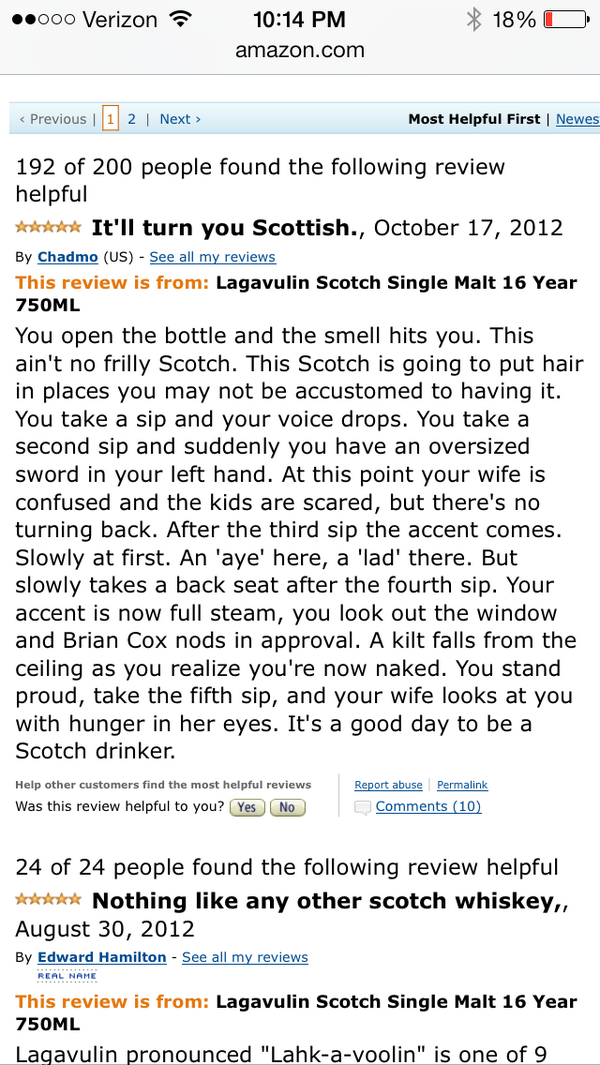 Verizon 10:14 PM 18%
amazon.com
‹ Previous | 1 2 | Next › Most Helpful First | Newes
192 of 200 people found the following review
helpful
It'll turn you Scottish., October 17, 2012
By Chadmo (US) - See all my reviews
This review is from: Lagavulin Scotch Single Malt 16 Year
750ML
You open the bottle and the smell hits you. This
ain't no frilly Scotch. This Scotch is going to put hair
in places you may not be accustomed to having it.
You take a sip and your voice drops. You take a
second sip and suddenly you have an oversized
sword in your left hand. At this point your wife is
confused and the kids are scared, but there's no
turning back. After the third sip the accent comes.
Slowly at first. An 'aye' here, a 'lad' there. But
slowly takes a back seat after the fourth sip. Your
accent is now full steam, you look out the window
and Brian Cox nods in approval. A kilt falls from the
ceiling as you realize you're now naked. You stand
proud, take the fifth sip, and your wife looks at you
with hunger in her eyes. It's a good day to be a
Scotch drinker.
Help other customers find the most helpful reviews
Was this review helpful to you? Yes No
Report abuse | Permalink
Comments (10)
24 of 24 people found the following review helpful
Nothing like any other scotch whiskey,,
August 30, 2012
By Edward Hamilton - See all my reviews
REAL NAME
This review is from: Lagavulin Scotch Single Malt 16 Year
750ML
Lagavulin pronounced "Lahk-a-voolin" is one of 9